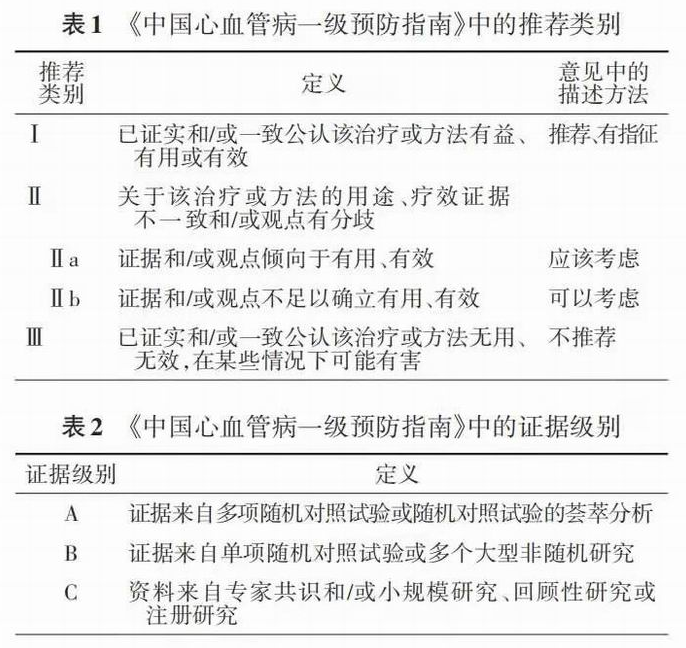 表1 《中国心血管病一级预防指南》中的推荐类别
推荐类别 定义 意见中的描述方法
Ⅰ 已证实和/或一致公认该治疗或方法有益、 推荐、有指征
有用或有效
Ⅱ 关于该治疗或方法的用途、疗效证据
不一致和/或观点有分歧
Ⅱa 证据和/或观点倾向于有用、有效 应该考虑
Ⅱb 证据和/或观点不足以确立有用、有效 可以考虑
Ⅲ 已证实和/或一致公认该治疗或方法无用、 不推荐
无效,在某些情况下可能有害
表2 《中国心血管病一级预防指南》中的证据级别
证据级别 定义
A 证据来自多项随机对照试验或随机对照试验的荟萃分析
B 证据来自单项随机对照试验或多个大型非随机研究
C 资料来自专家共识和/或小规模研究、回顾性研究或
注册研究